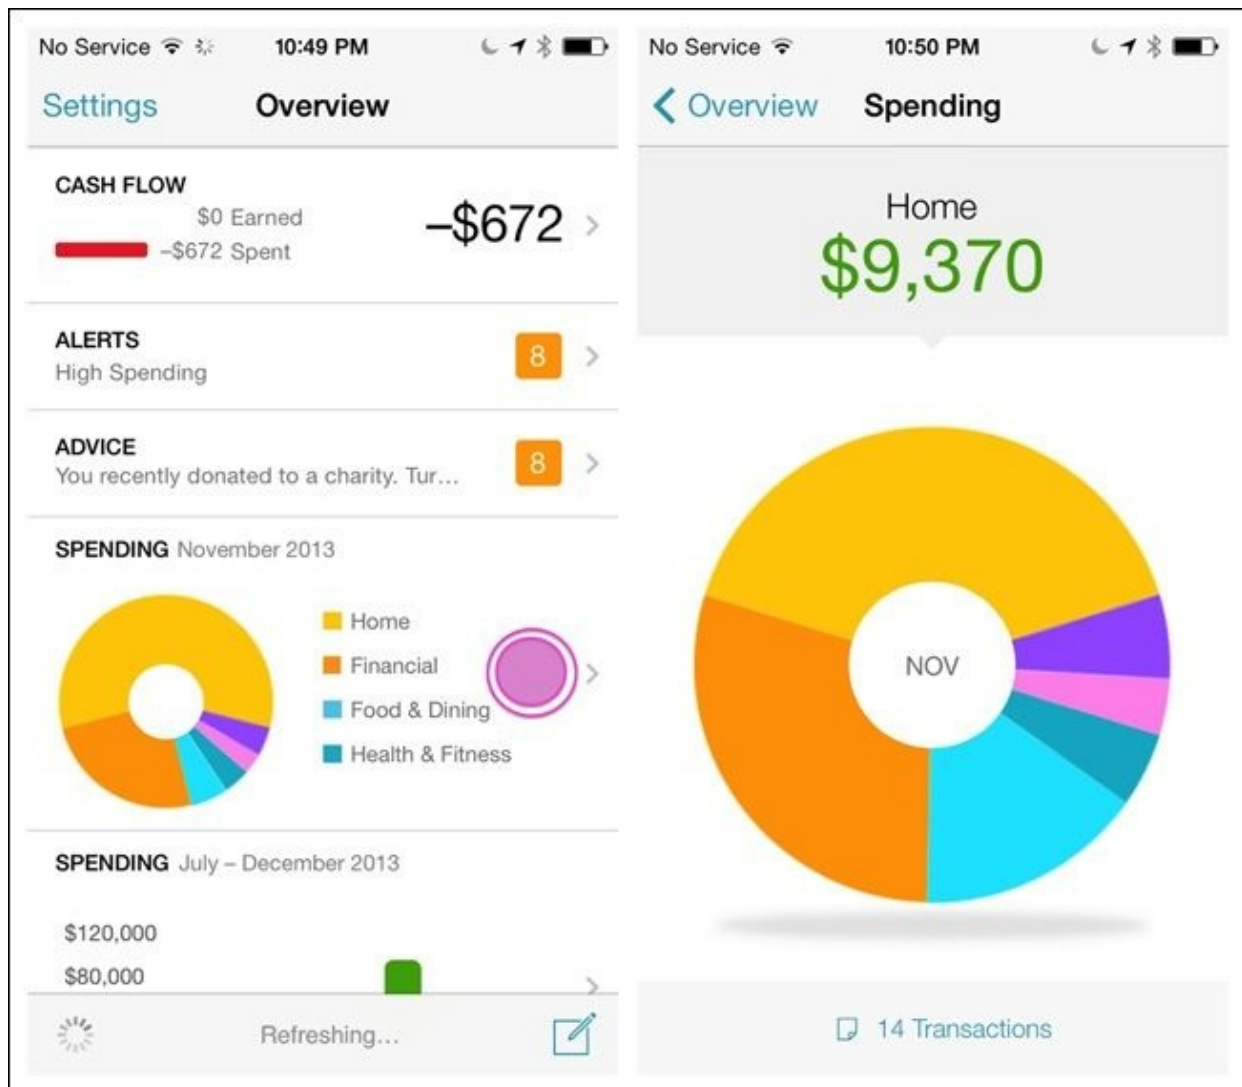 No Service 10:49 PM
Settings Overview
CASH FLOW
$0 Earned
–$672 Spent
–$672
ALERTS
High Spending
8
ADVICE
You recently donated to a charity. Tur...
8
SPENDING November 2013
Home
Financial
Food & Dining
Health & Fitness
SPENDING July – December 2013
$120,000
$80,000
Refreshing...
No Service 10:50 PM
Overview Spending
Home
$9,370
NOV
14 Transactions